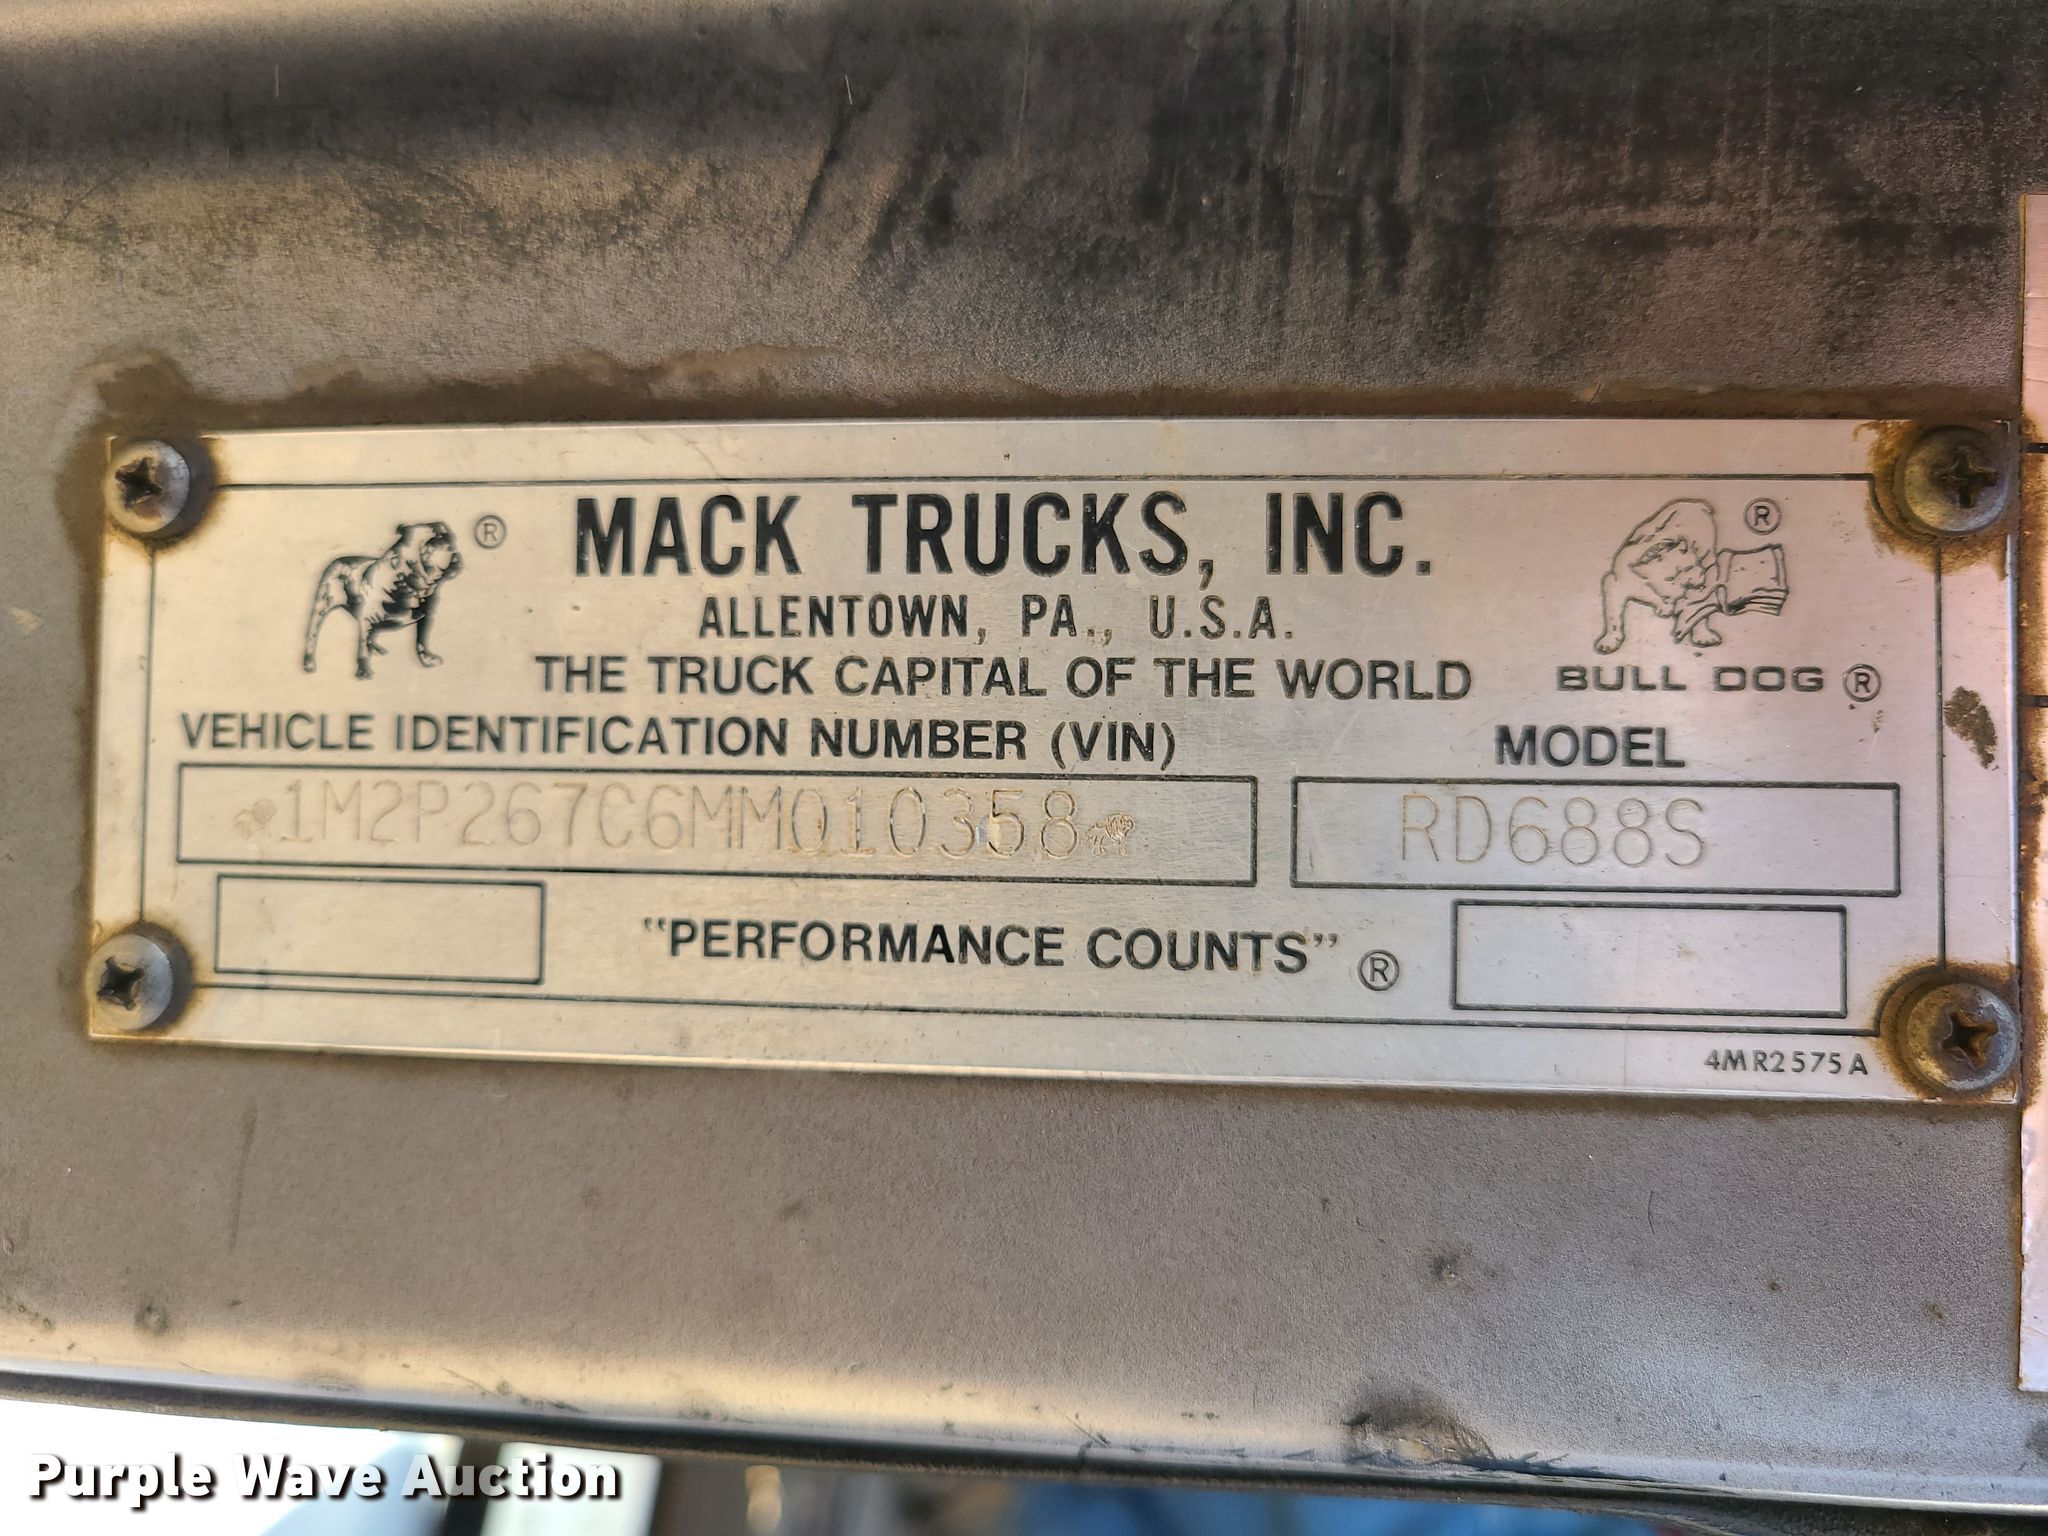 ® MACK TRUCKS, INC. ®
ALLENTOWN, PA., U.S.A.
THE TRUCK CAPITAL OF THE WORLD BULL DOG ®
VEHICLE IDENTIFICATION NUMBER (VIN) MODEL
1M2P267C6MM010358 RD688S
"PERFORMANCE COUNTS" ®
4MR2575A
Purple Wave Auction